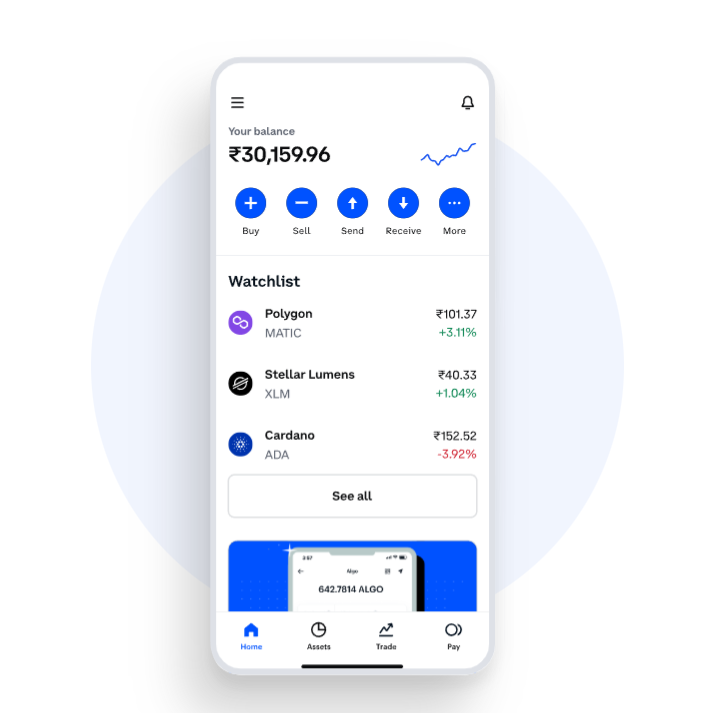 Your balance
₹30,159.96
Buy Sell Send Receive More
Watchlist
Polygon ₹101.37
MATIC +3.11%
Stellar Lumens ₹40.33
XLM +1.04%
Cardano ₹152.52
ADA -3.92%
See all
3:57
Algo
642.7814 ALGO
Home Assets Trade Pay